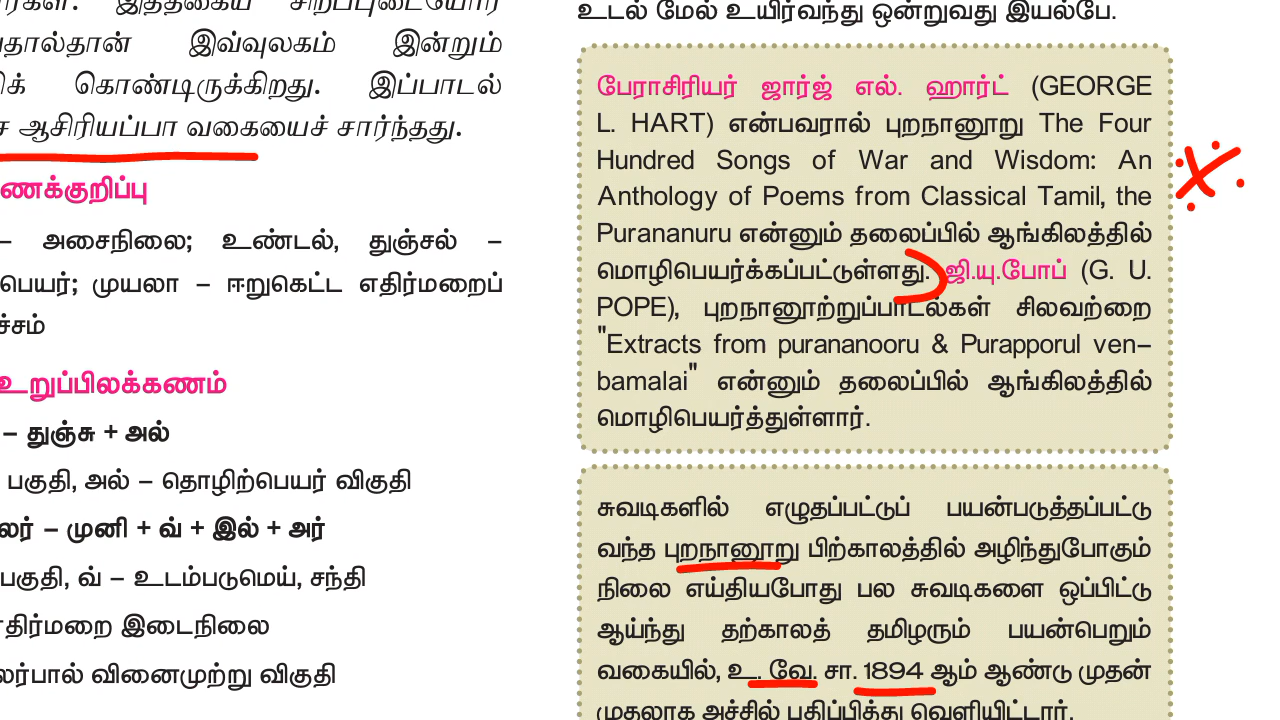 இவ்வுலகம் இன்றும்
கொண்டிருக்கிறது. இப்பாடல்
ஆசிரியப்பா வகையைச் சார்ந்தது.
– அசைநிலை; உண்டல், துஞ்சல் –
முயலா – ஈறுகெட்ட எதிர்மறைப்
உறுப்பிலக்கணம்
– துஞ்சு + அல்
பகுதி, அல் – தொழிற்பெயர் விகுதி
– முனி + வ் + இல் + அர்
பகுதி, வ் – உடம்படுமெய், சந்தி
இடைநிலை
வினைமுற்று விகுதி
உடல் மேல் உயிர்வந்து ஒன்றுவது இயல்பே.
பேராசிரியர் ஜார்ஜ் எல். ஹார்ட் (GEORGE
L. HART) என்பவரால் புறநானூறு The Four
Hundred Songs of War and Wisdom: An
Anthology of Poems from Classical Tamil, the
Purananuru என்னும் தலைப்பில் ஆங்கிலத்தில்
மொழிபெயர்க்கப்பட்டுள்ளது. ஜி.யு.போப் (G. U.
POPE), புறநானூற்றுப்பாடல்கள் சிலவற்றை
"Extracts from purananooru & Purapporul ven–
bamalai" என்னும் தலைப்பில் ஆங்கிலத்தில்
மொழிபெயர்த்துள்ளார்.
சுவடிகளில் எழுதப்பட்டுப் பயன்படுத்தப்பட்டு
வந்த புறநானூறு பிற்காலத்தில் அழிந்துபோகும்
நிலை எய்தியபோது பல சுவடிகளை ஒப்பிட்டு
ஆய்ந்து தற்காலத் தமிழரும் பயன்பெறும்
வகையில், உ. வே. சா. 1894 ஆம் ஆண்டு முதன்
முதலாக அச்சில் பதிப்பித்து வெளியிட்டார்.